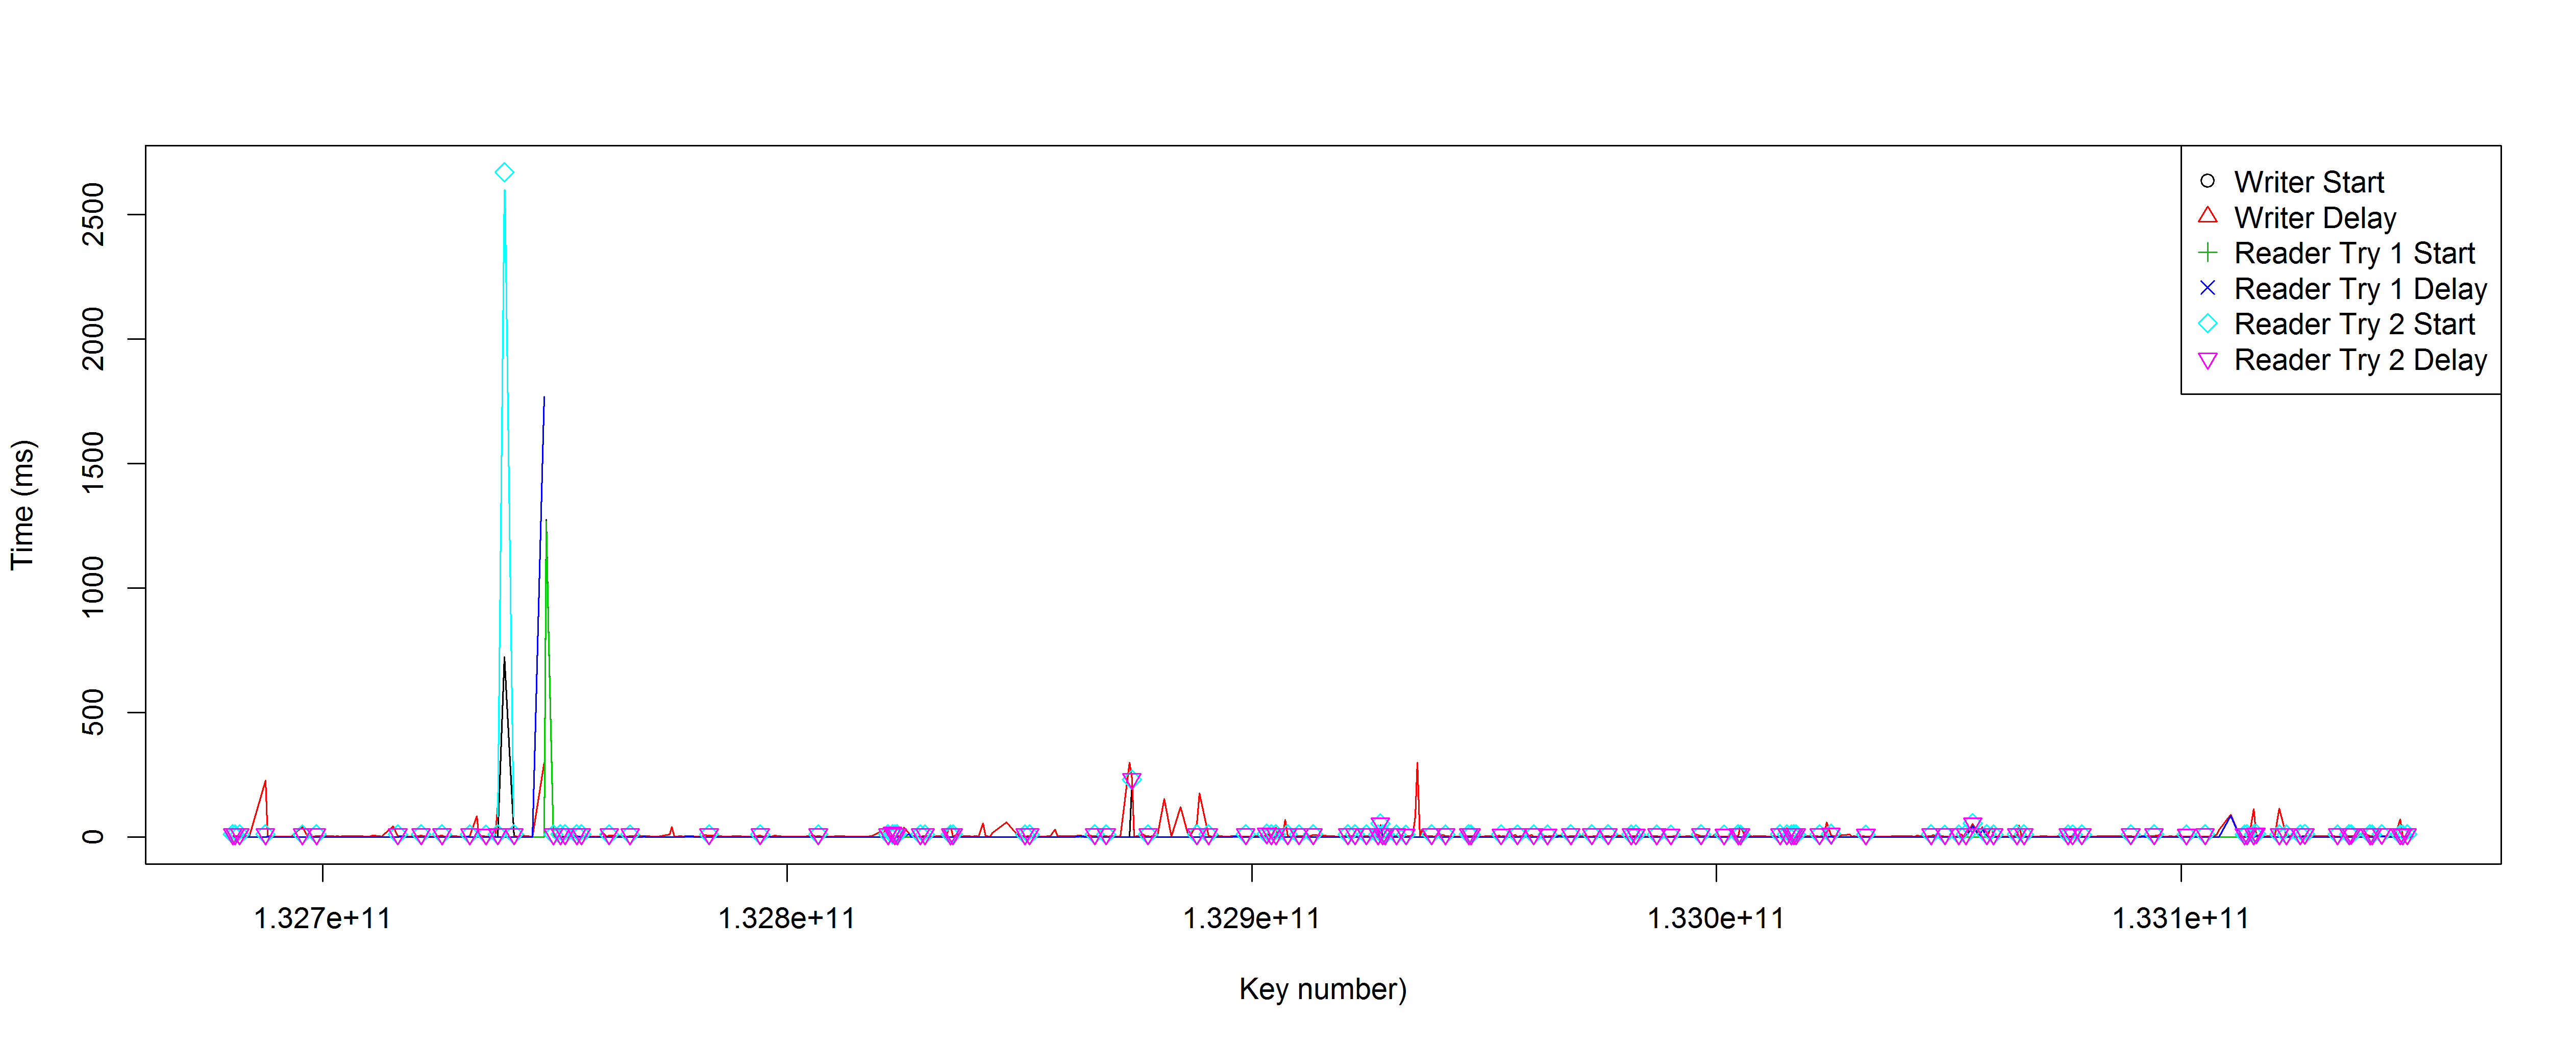 Time (ms)
2500
2000
1500
1000
500
0
Writer Start
Writer Delay
Reader Try 1 Start
Reader Try 1 Delay
Reader Try 2 Start
Reader Try 2 Delay
1.327e+11 1.328e+11 1.329e+11 1.330e+11 1.331e+11
Key number)